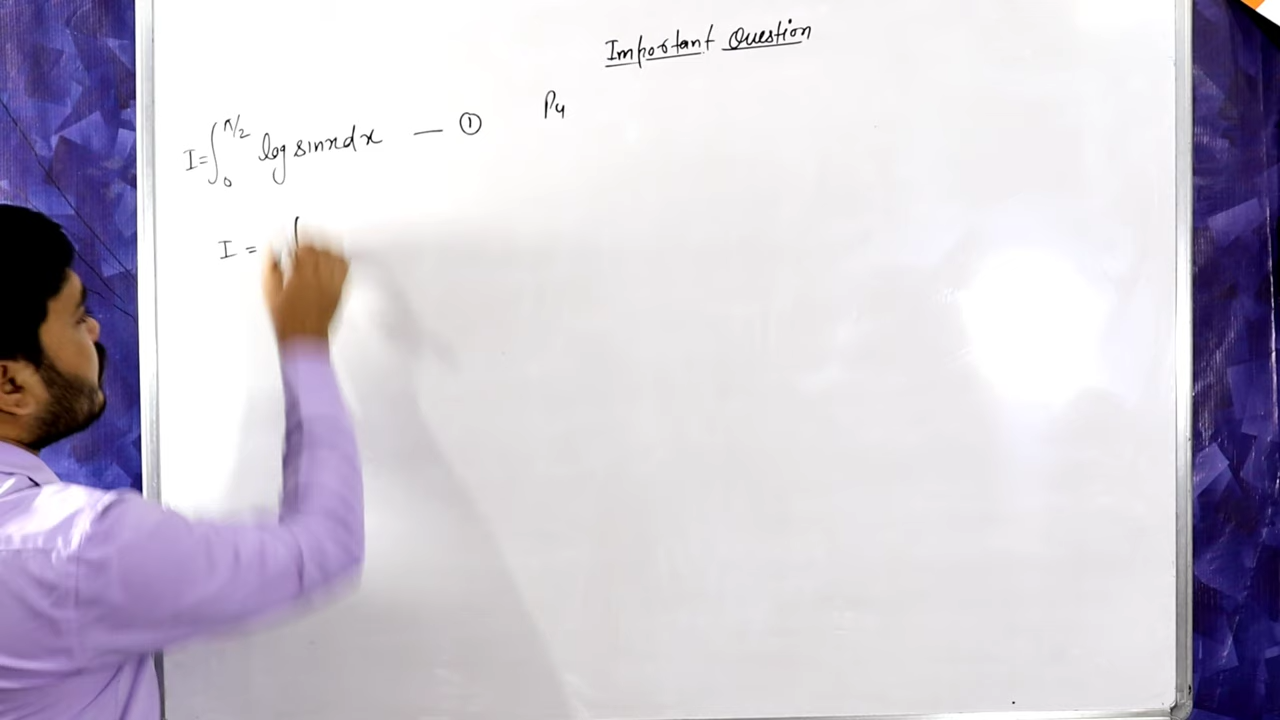 Important Question
I = ∫₀^π/2 log sinx dx — ① P₄
I = ∫